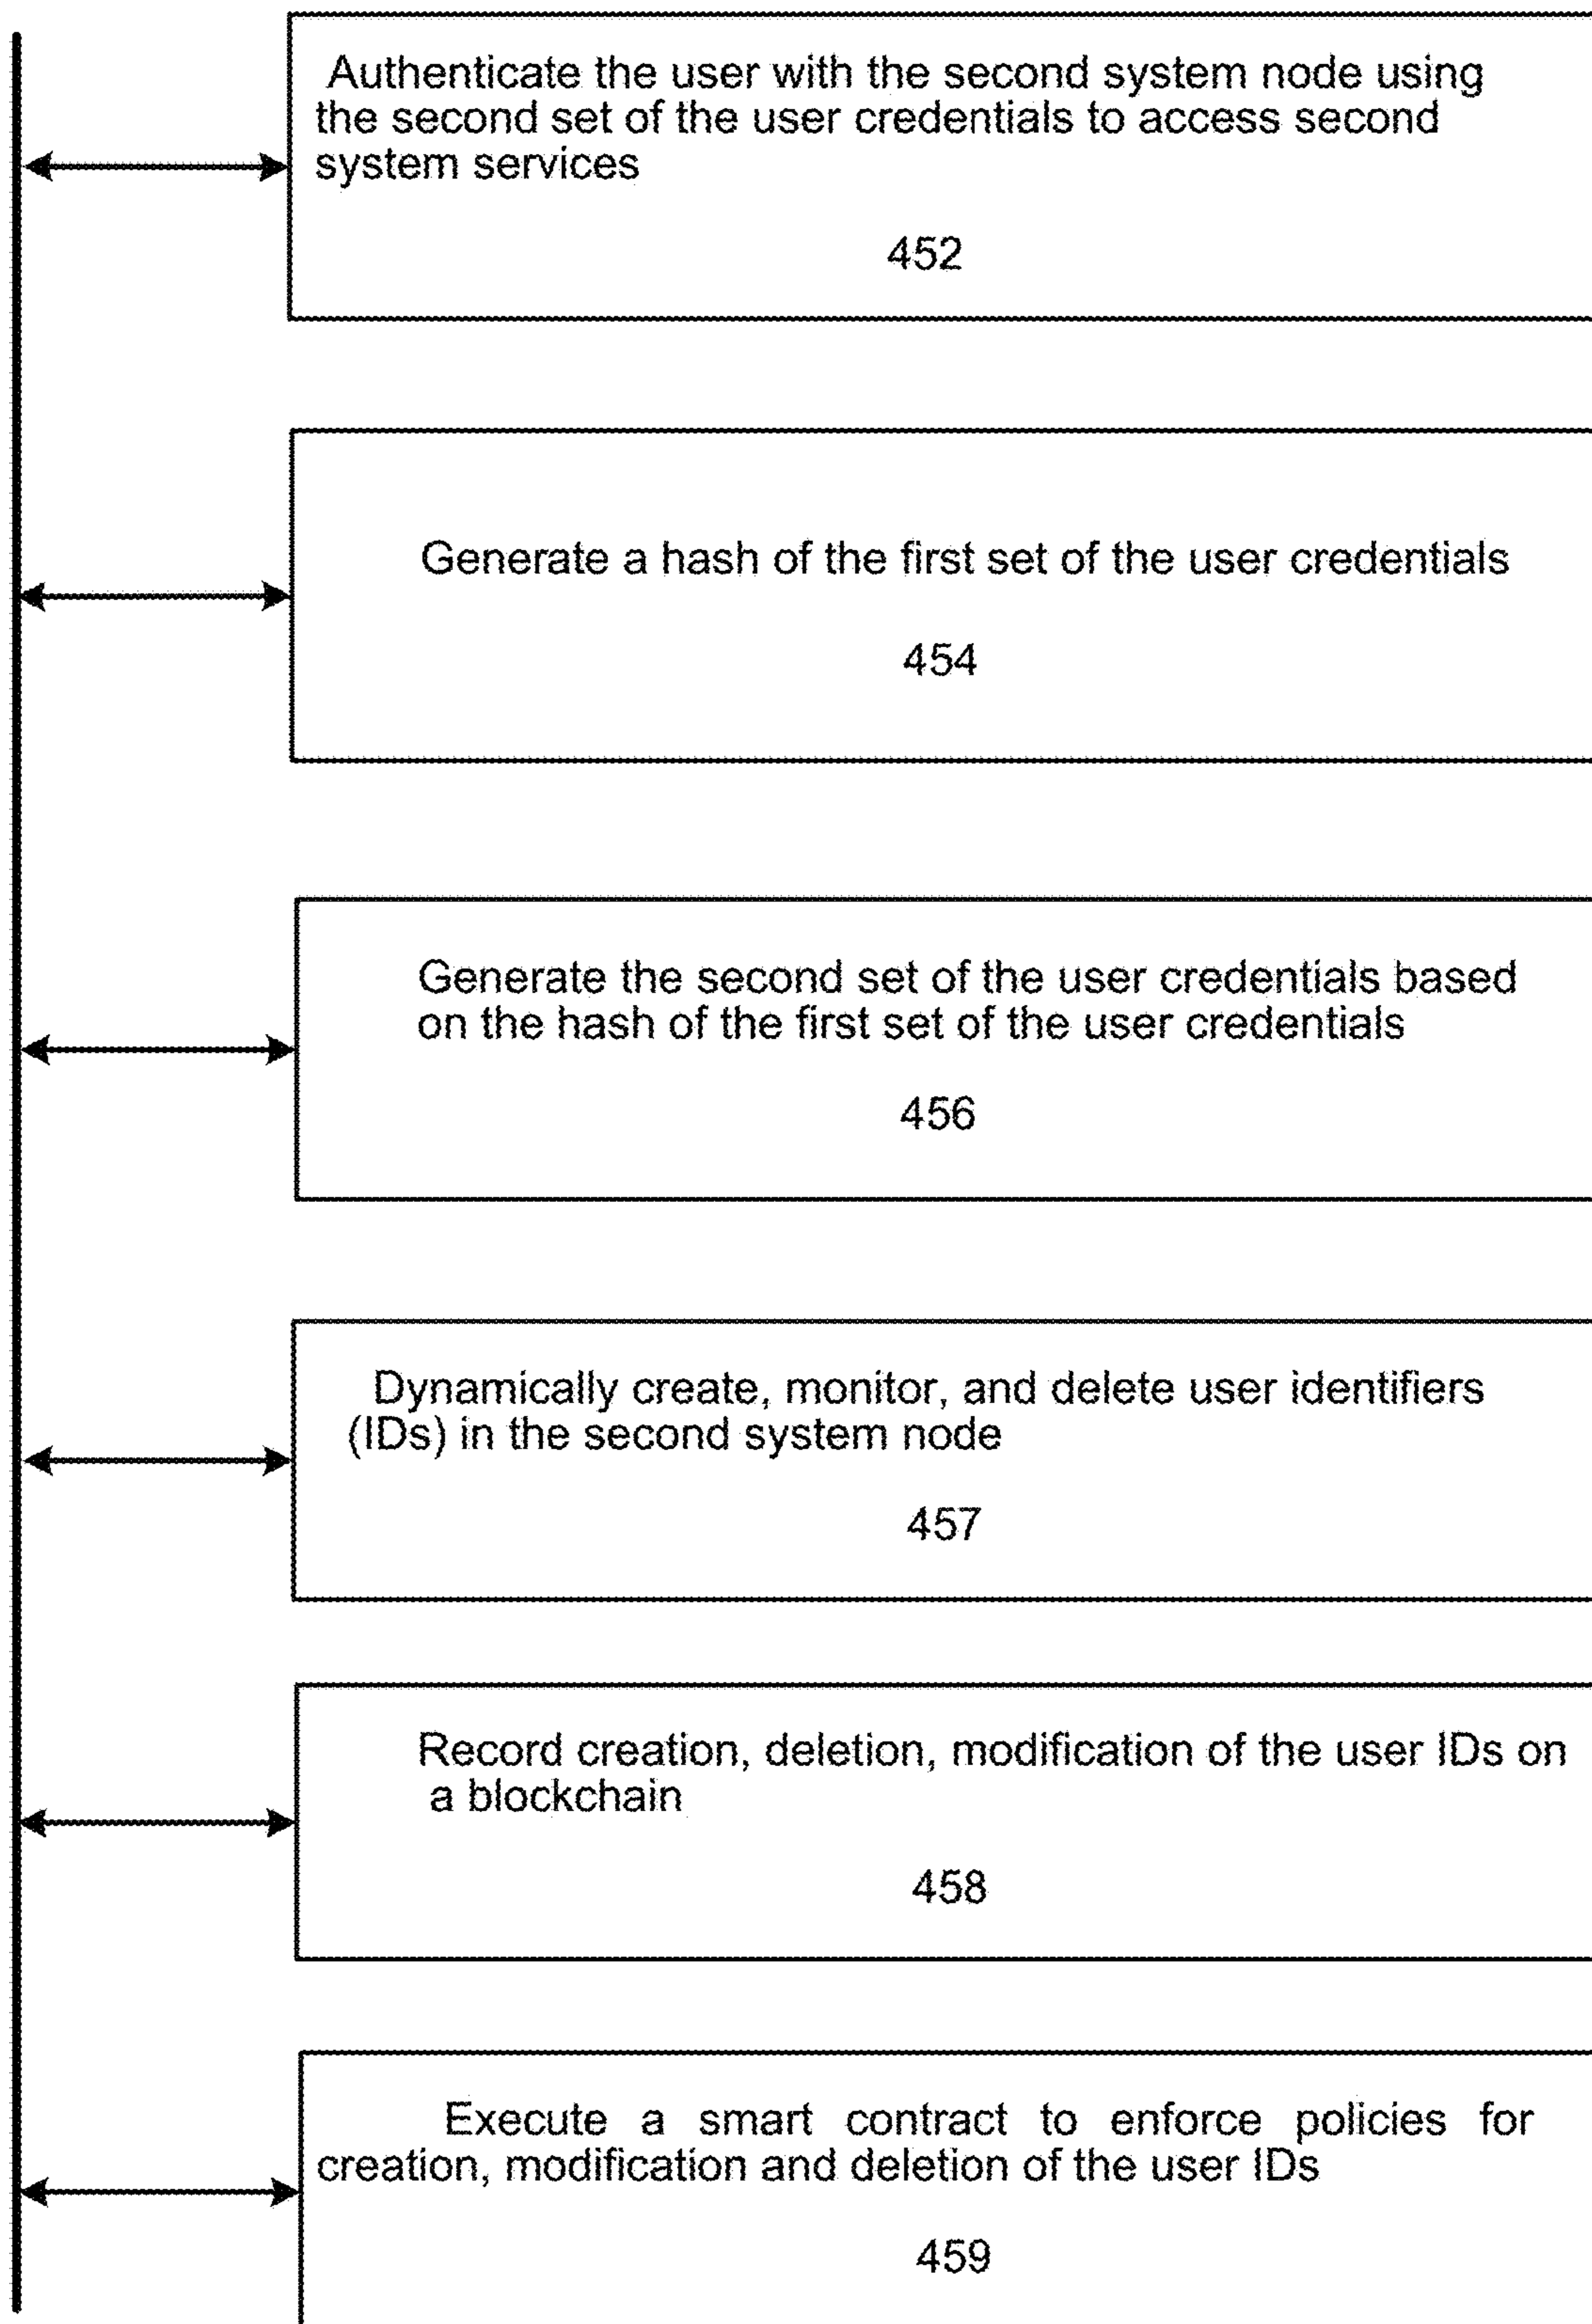 Authenticate the user with the second system node using
the second set of the user credentials to access second
system services
452
Generate a hash of the first set of the user credentials
454
Generate the second set of the user credentials based
on the hash of the first set of the user credentials
456
Dynamically create, monitor, and delete user identifiers
(IDs) in the second system node
457
Record creation, deletion, modification of the user IDs on
a blockchain
458
Execute a smart contract to enforce policies for
creation, modification and deletion of the user IDs
459